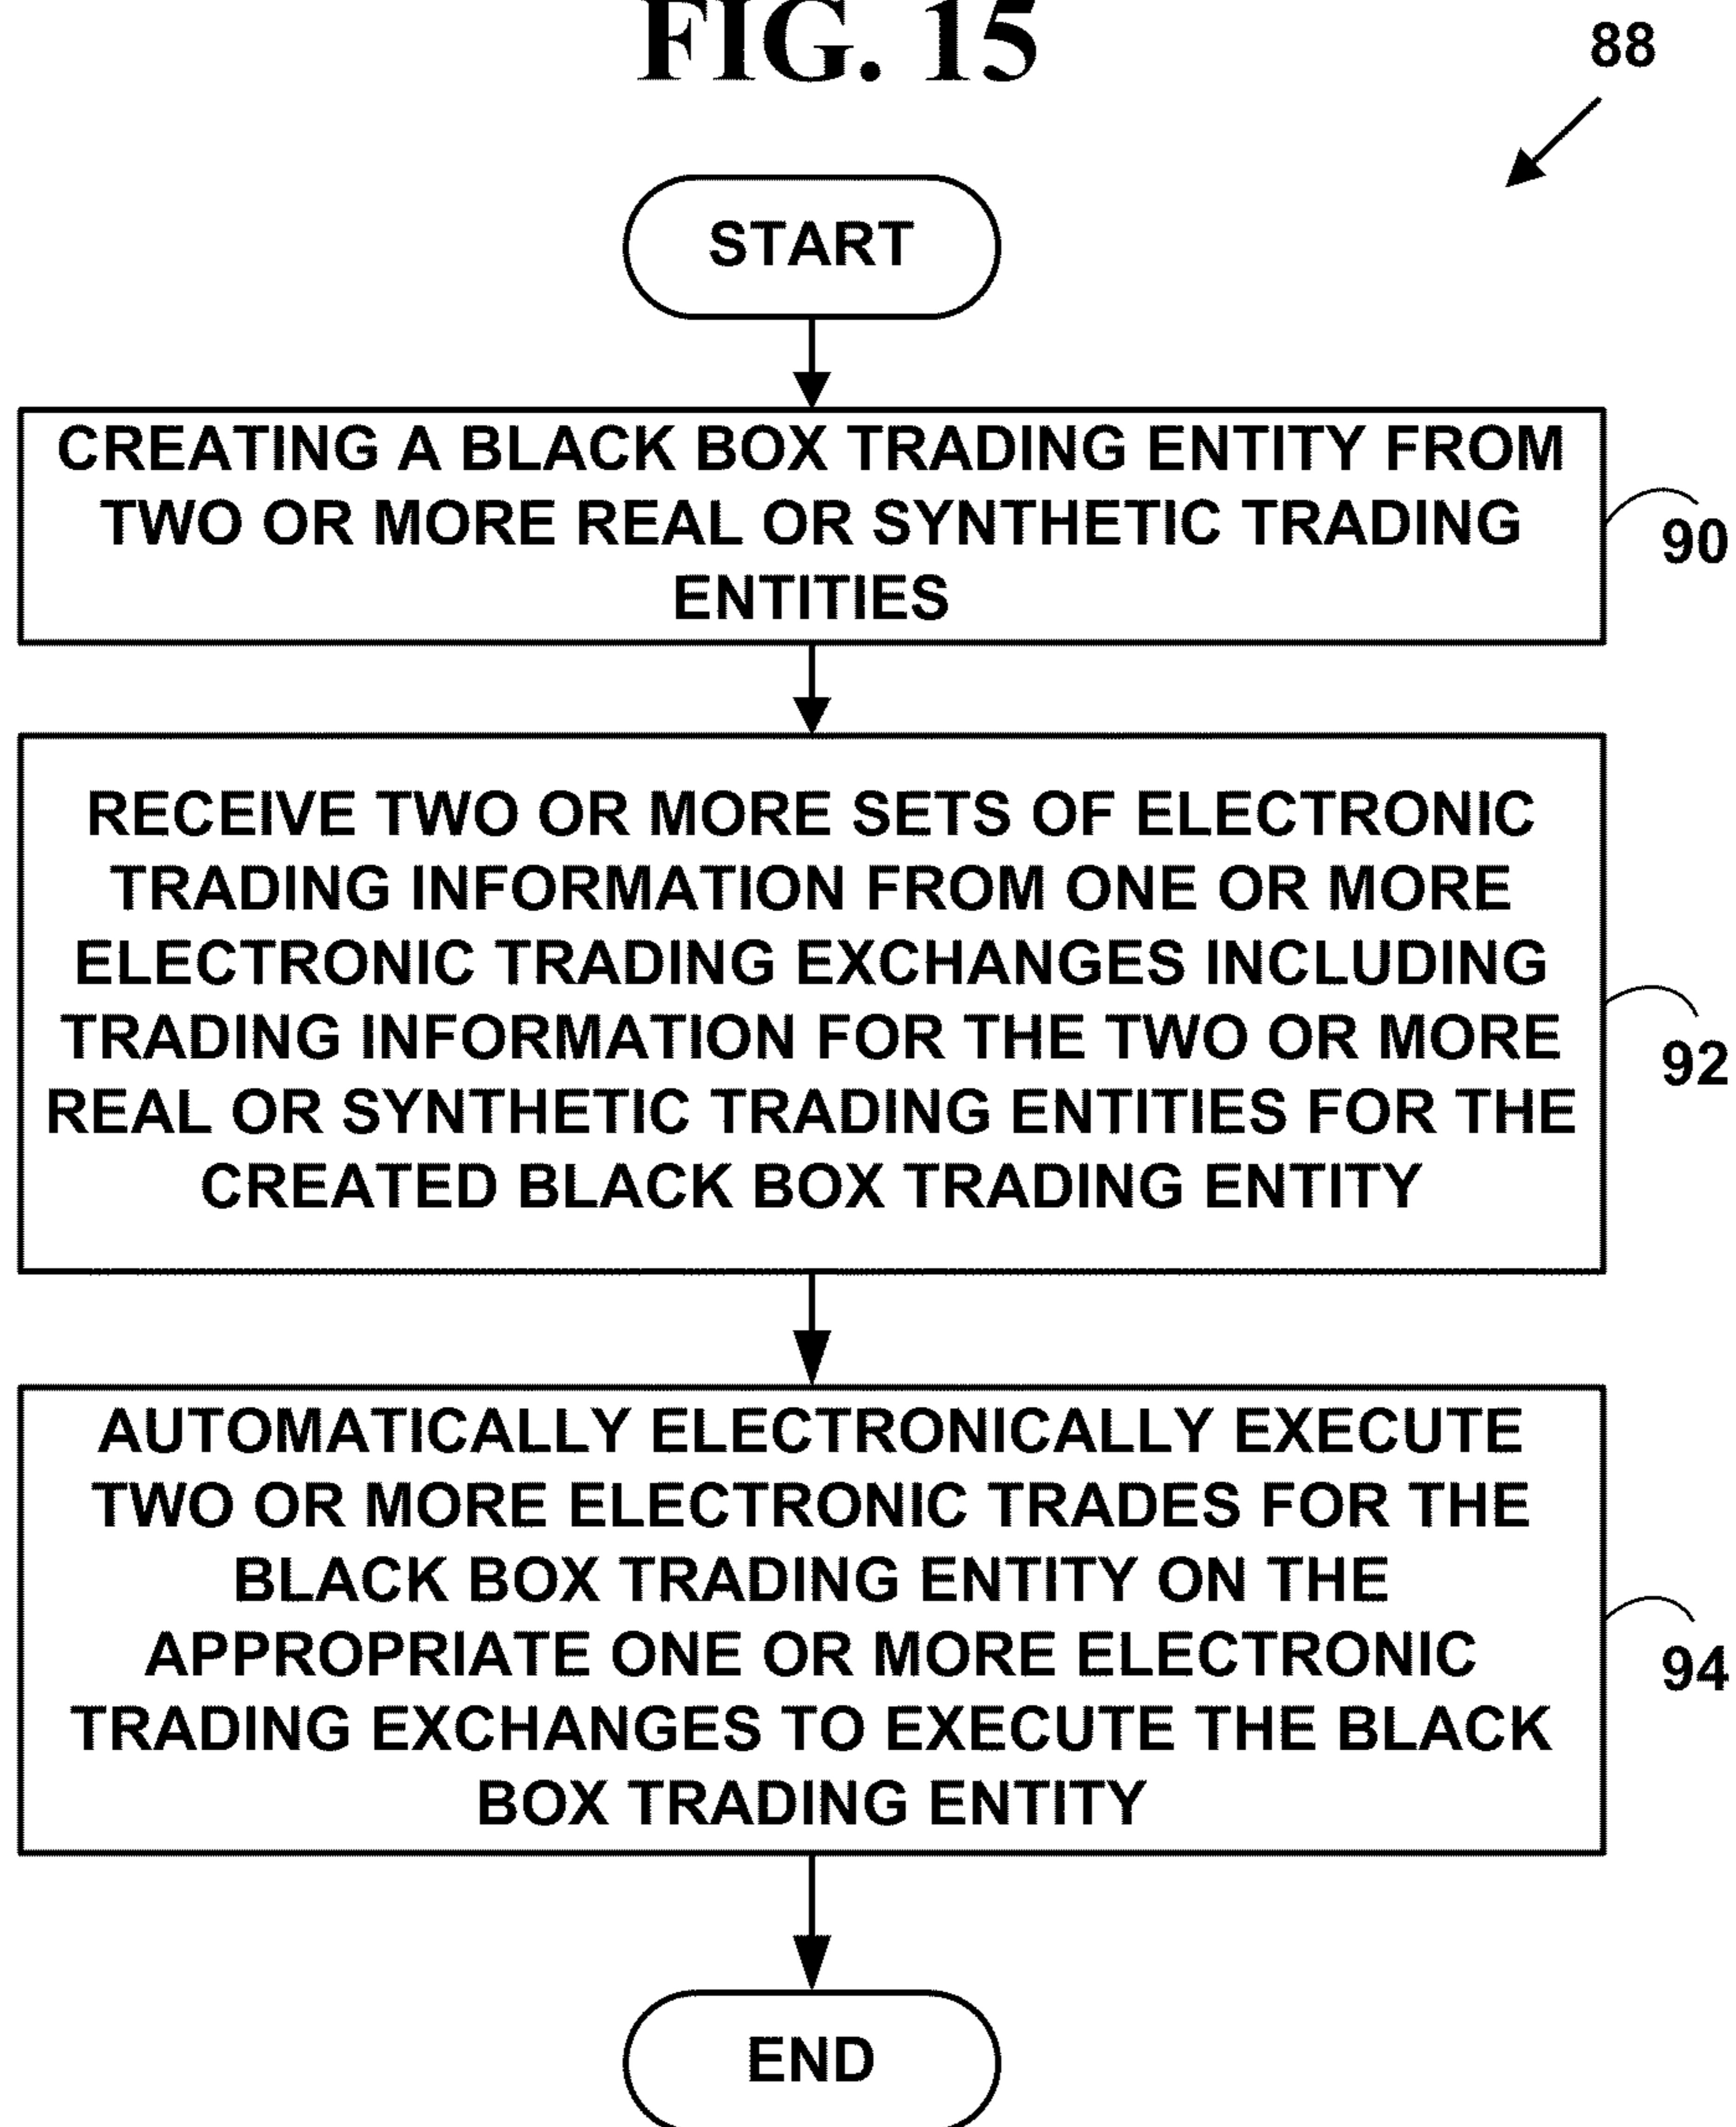 FIG. 15
88
START
CREATING A BLACK BOX TRADING ENTITY FROM
TWO OR MORE REAL OR SYNTHETIC TRADING
ENTITIES
90
RECEIVE TWO OR MORE SETS OF ELECTRONIC
TRADING INFORMATION FROM ONE OR MORE
ELECTRONIC TRADING EXCHANGES INCLUDING
TRADING INFORMATION FOR THE TWO OR MORE
REAL OR SYNTHETIC TRADING ENTITIES FOR THE
CREATED BLACK BOX TRADING ENTITY
92
AUTOMATICALLY ELECTRONICALLY EXECUTE
TWO OR MORE ELECTRONIC TRADES FOR THE
BLACK BOX TRADING ENTITY ON THE
APPROPRIATE ONE OR MORE ELECTRONIC
TRADING EXCHANGES TO EXECUTE THE BLACK
BOX TRADING ENTITY
94
END